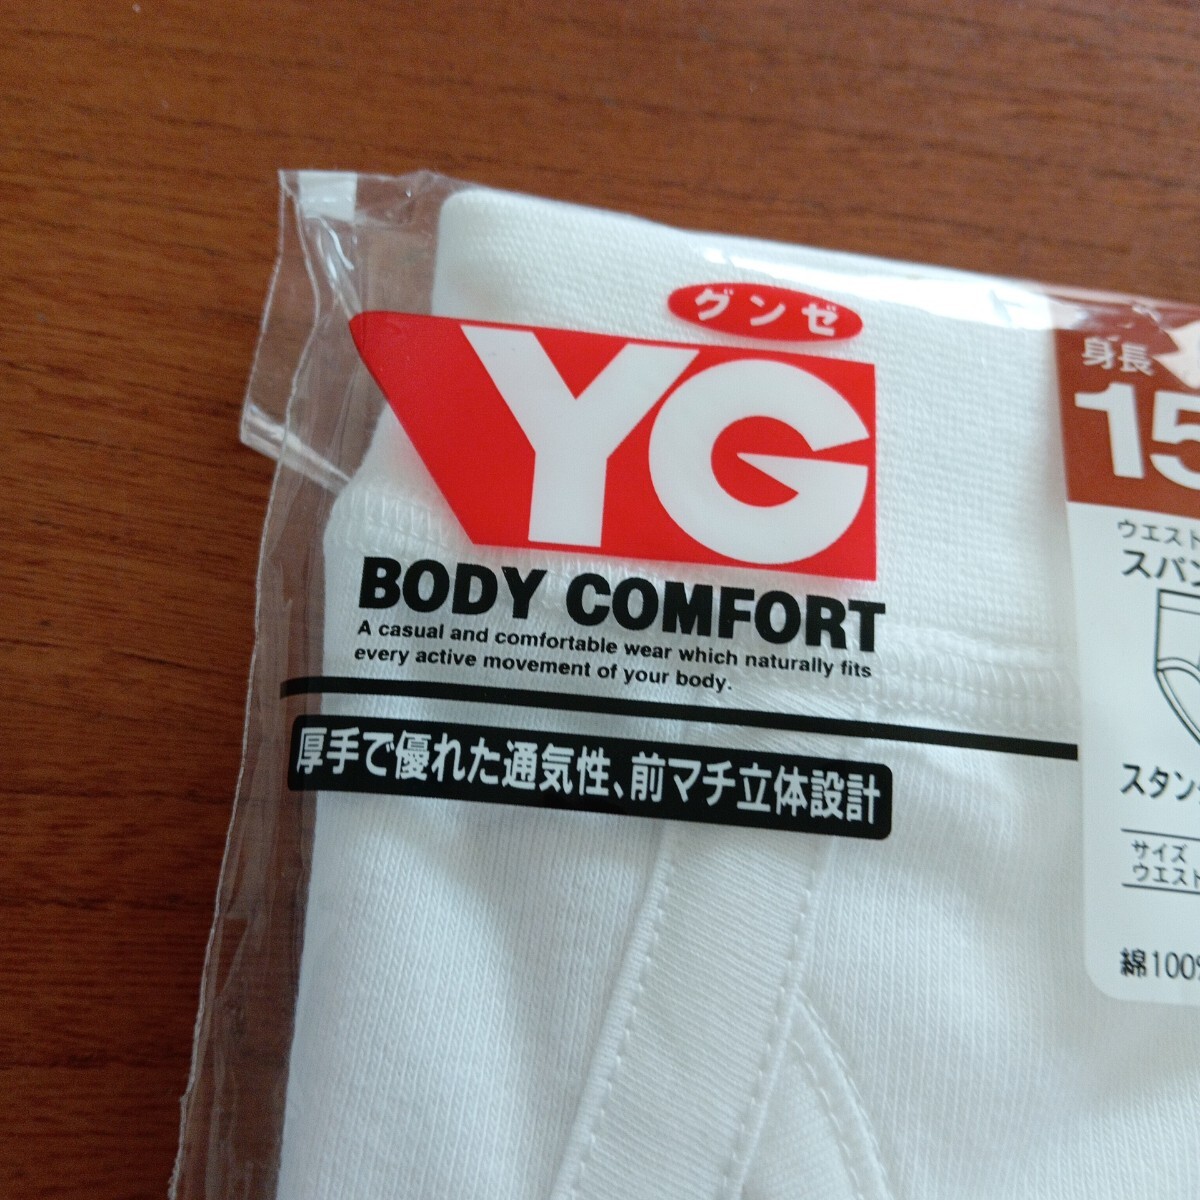 グンゼ
YG
BODY COMFORT
A casual and comfortable wear which naturally fits
every active movement of your body.
厚手で優れた通気性、前マチ立体設計
身長
15
ウエスト
スパン
スタン
サイズ
ウエスト
綿100%